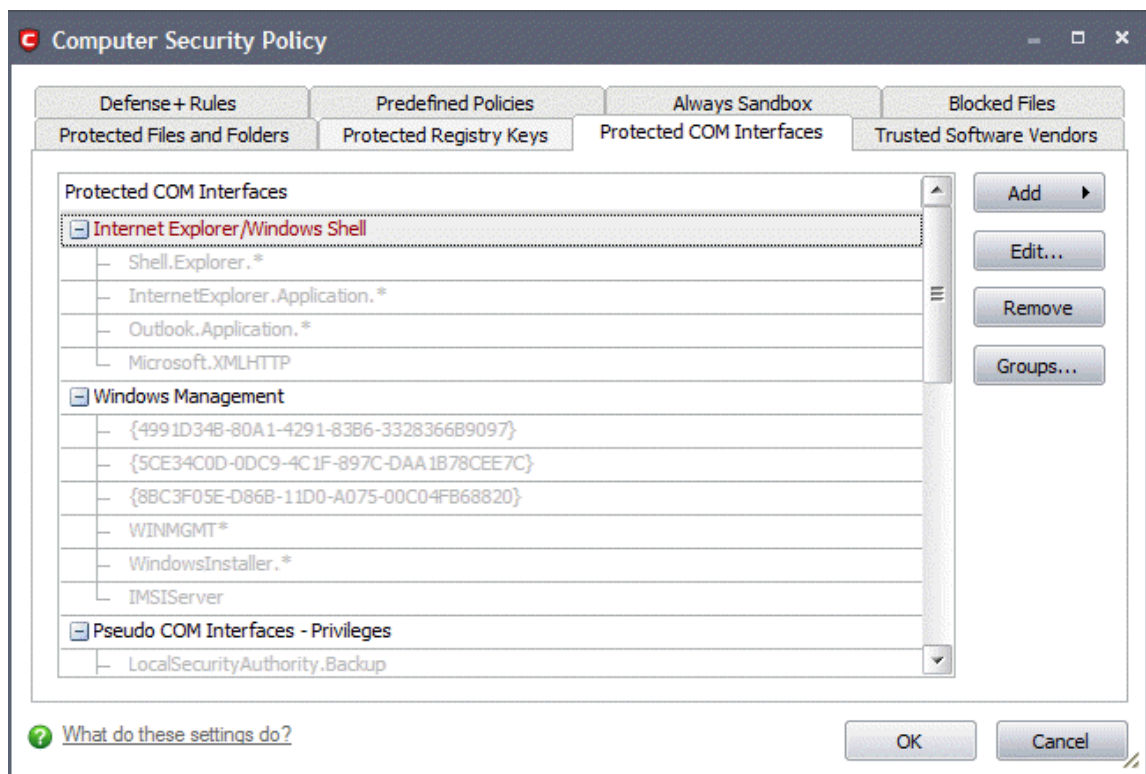 Computer Security Policy
Defense+ Rules
Predefined Policies
Always Sandbox
Blocked Files
Protected Files and Folders
Protected Registry Keys
Protected COM Interfaces
Trusted Software Vendors
Protected COM Interfaces
Internet Explorer/Windows Shell
Shell.Explorer.*
InternetExplorer.Application.*
Outlook.Application.*
Microsoft.XMLHTTP
Windows Management
{4991D34B-80A1-4291-83B6-3328366B9097}
{5CE34C0D-0DC9-4C1F-897C-DAA1B78CEE7C}
{8BC3F05E-D86B-11D0-A075-00C04FB68820}
WINMGMT*
WindowsInstaller.*
IMSIServer
Pseudo COM Interfaces - Privileges
LocalSecurityAuthority.Backup
Add
Edit...
Remove
Groups...
What do these settings do?
OK
Cancel